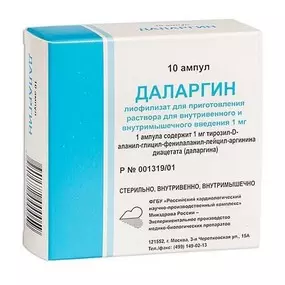 10 ампул
ДАЛАРГИН
лиофилизат для приготовления
раствора для внутривенного и
внутримышечного введения 1 мг
1 ампула содержит 1 мг тирозил-D-
аланил-глицил-фенилаланил-лейцил-аргинина
диацетата (даларгина)
Р № 001319/01
СТЕРИЛЬНО, ВНУТРИВЕННО, ВНУТРИМЫШЕЧНО
ФГБУ «Российский кардиологический
научно-производственный комплекс»
Минздрава России –
Экспериментальное производство
медико-биологических препаратов
121552, г. Москва, 3-я Черепковская ул., 15А
Тел./факс: (499) 149-02-13
10 ампул
ДАЛАРГИН